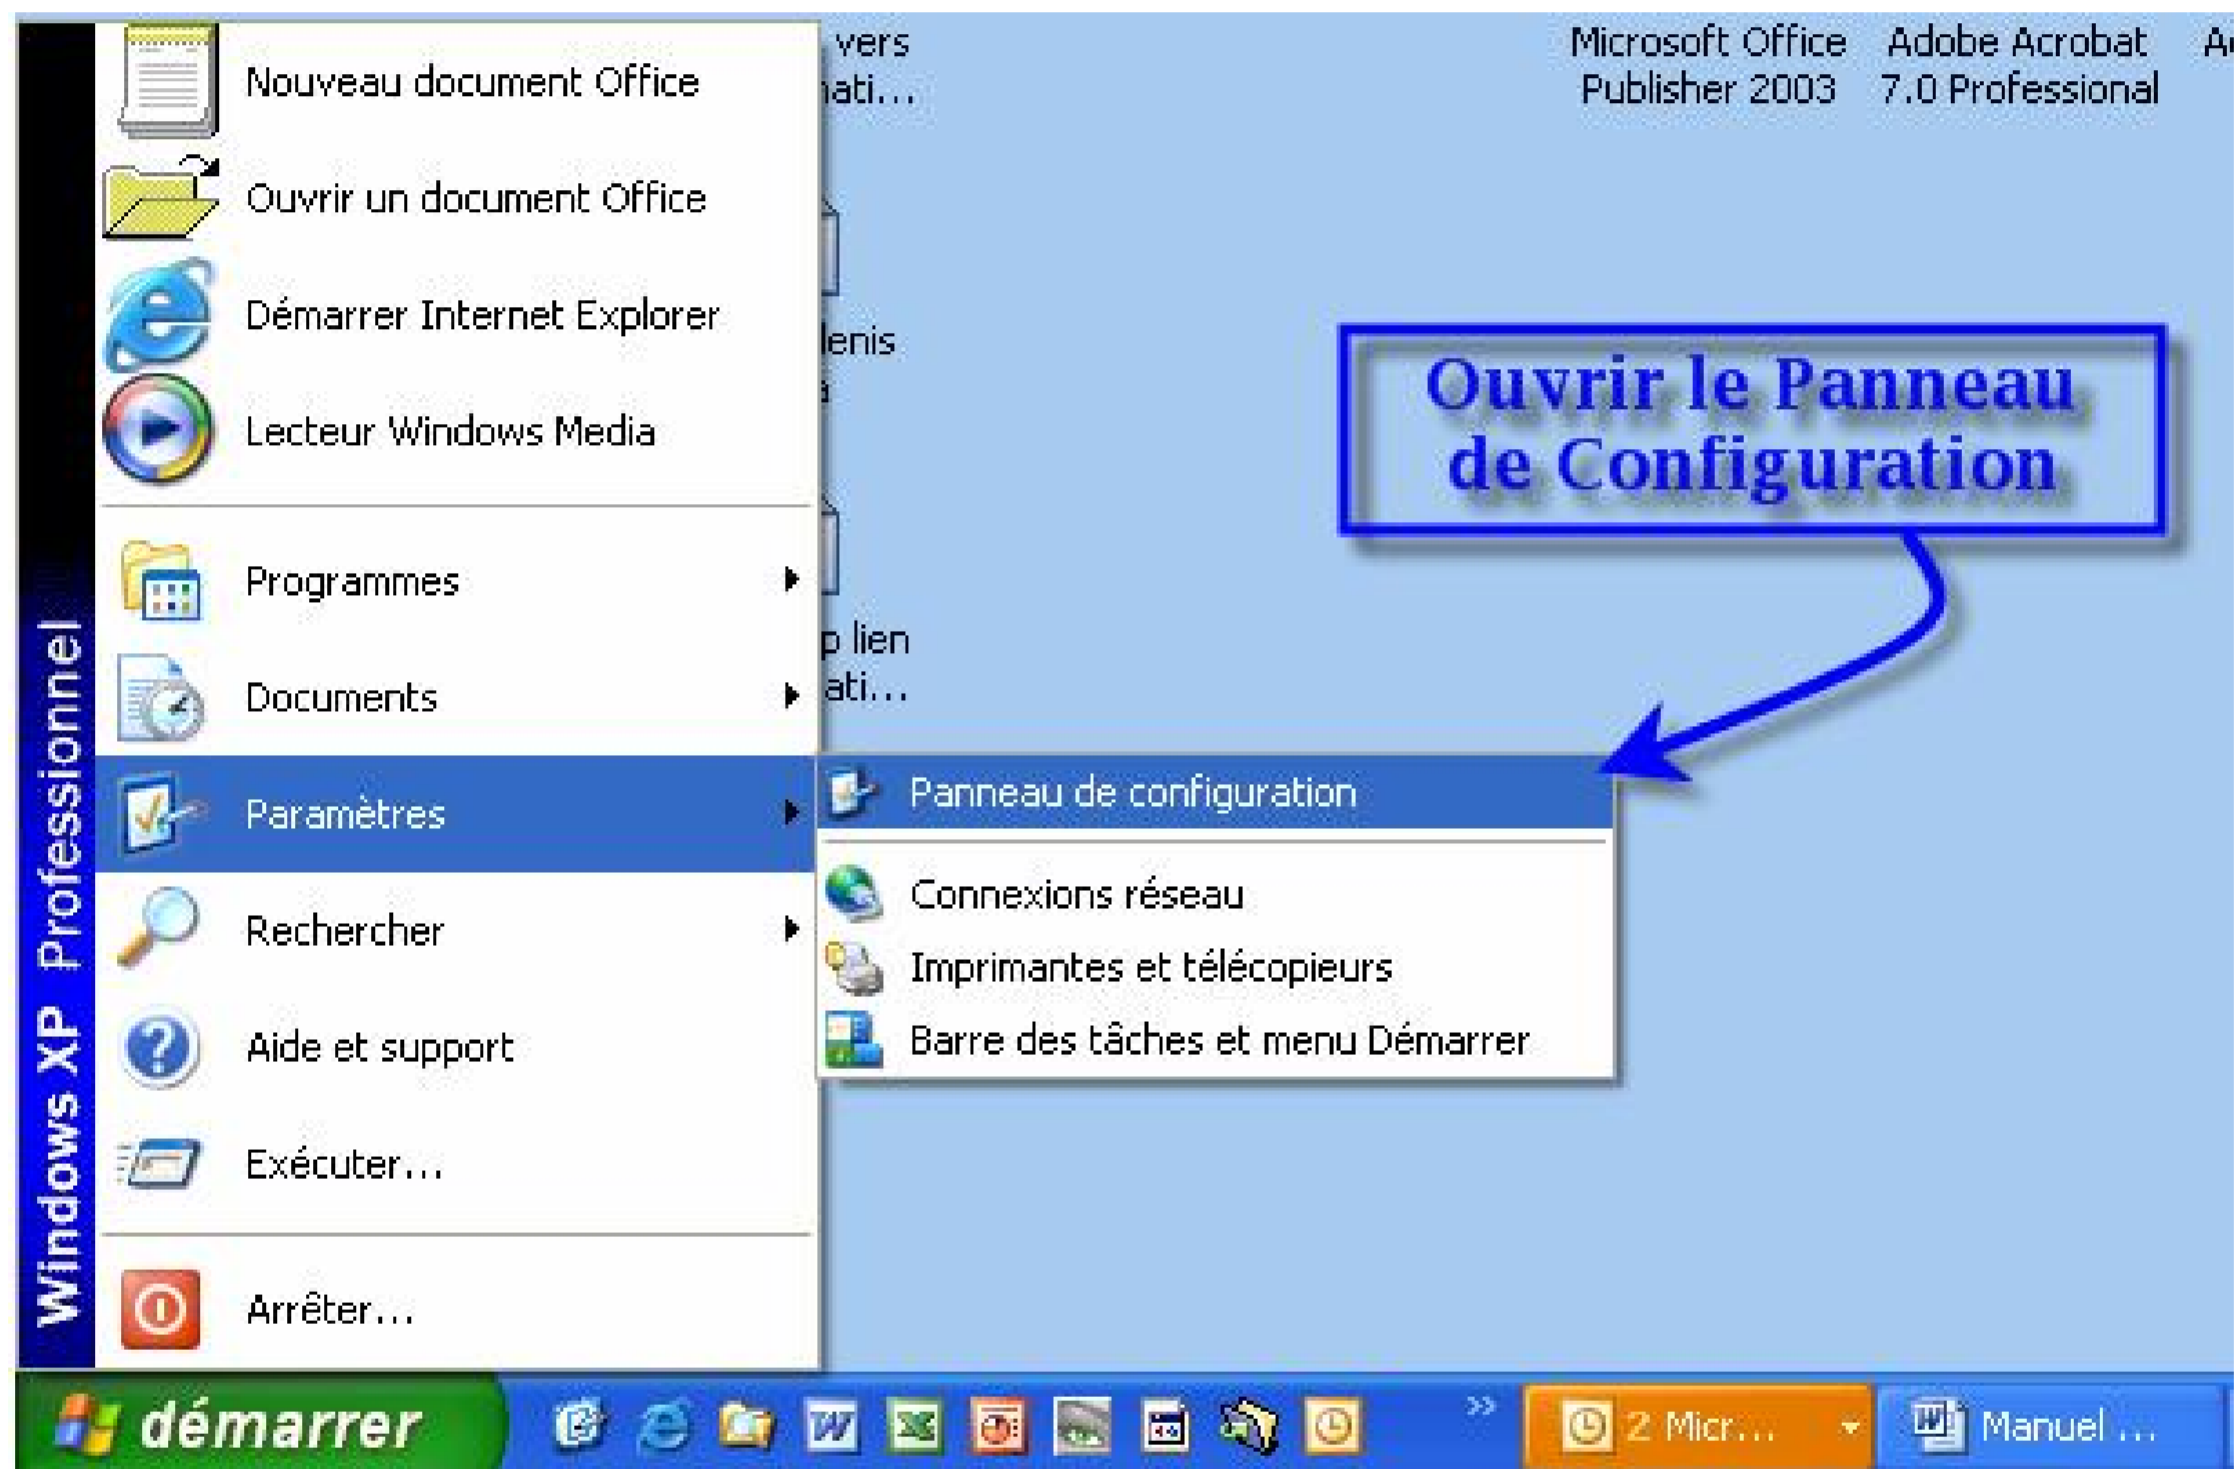 Nouveau document Office
Ouvrir un document Office
Démarrer Internet Explorer
Lecteur Windows Media
Programmes
Documents
Paramètres
Rechercher
Aide et support
Exécuter...
Arrêter...
Windows XP Professionnel
Panneau de configuration
Connexions réseau
Imprimantes et télécopieurs
Barre des tâches et menu Démarrer
vers
ati...
lenis
p lien
ati...
Microsoft Office
Publisher 2003
Adobe Acrobat
7.0 Professional
Ouvrir le Panneau
de Configuration
démarrer
2 Micr...
Manuel ...